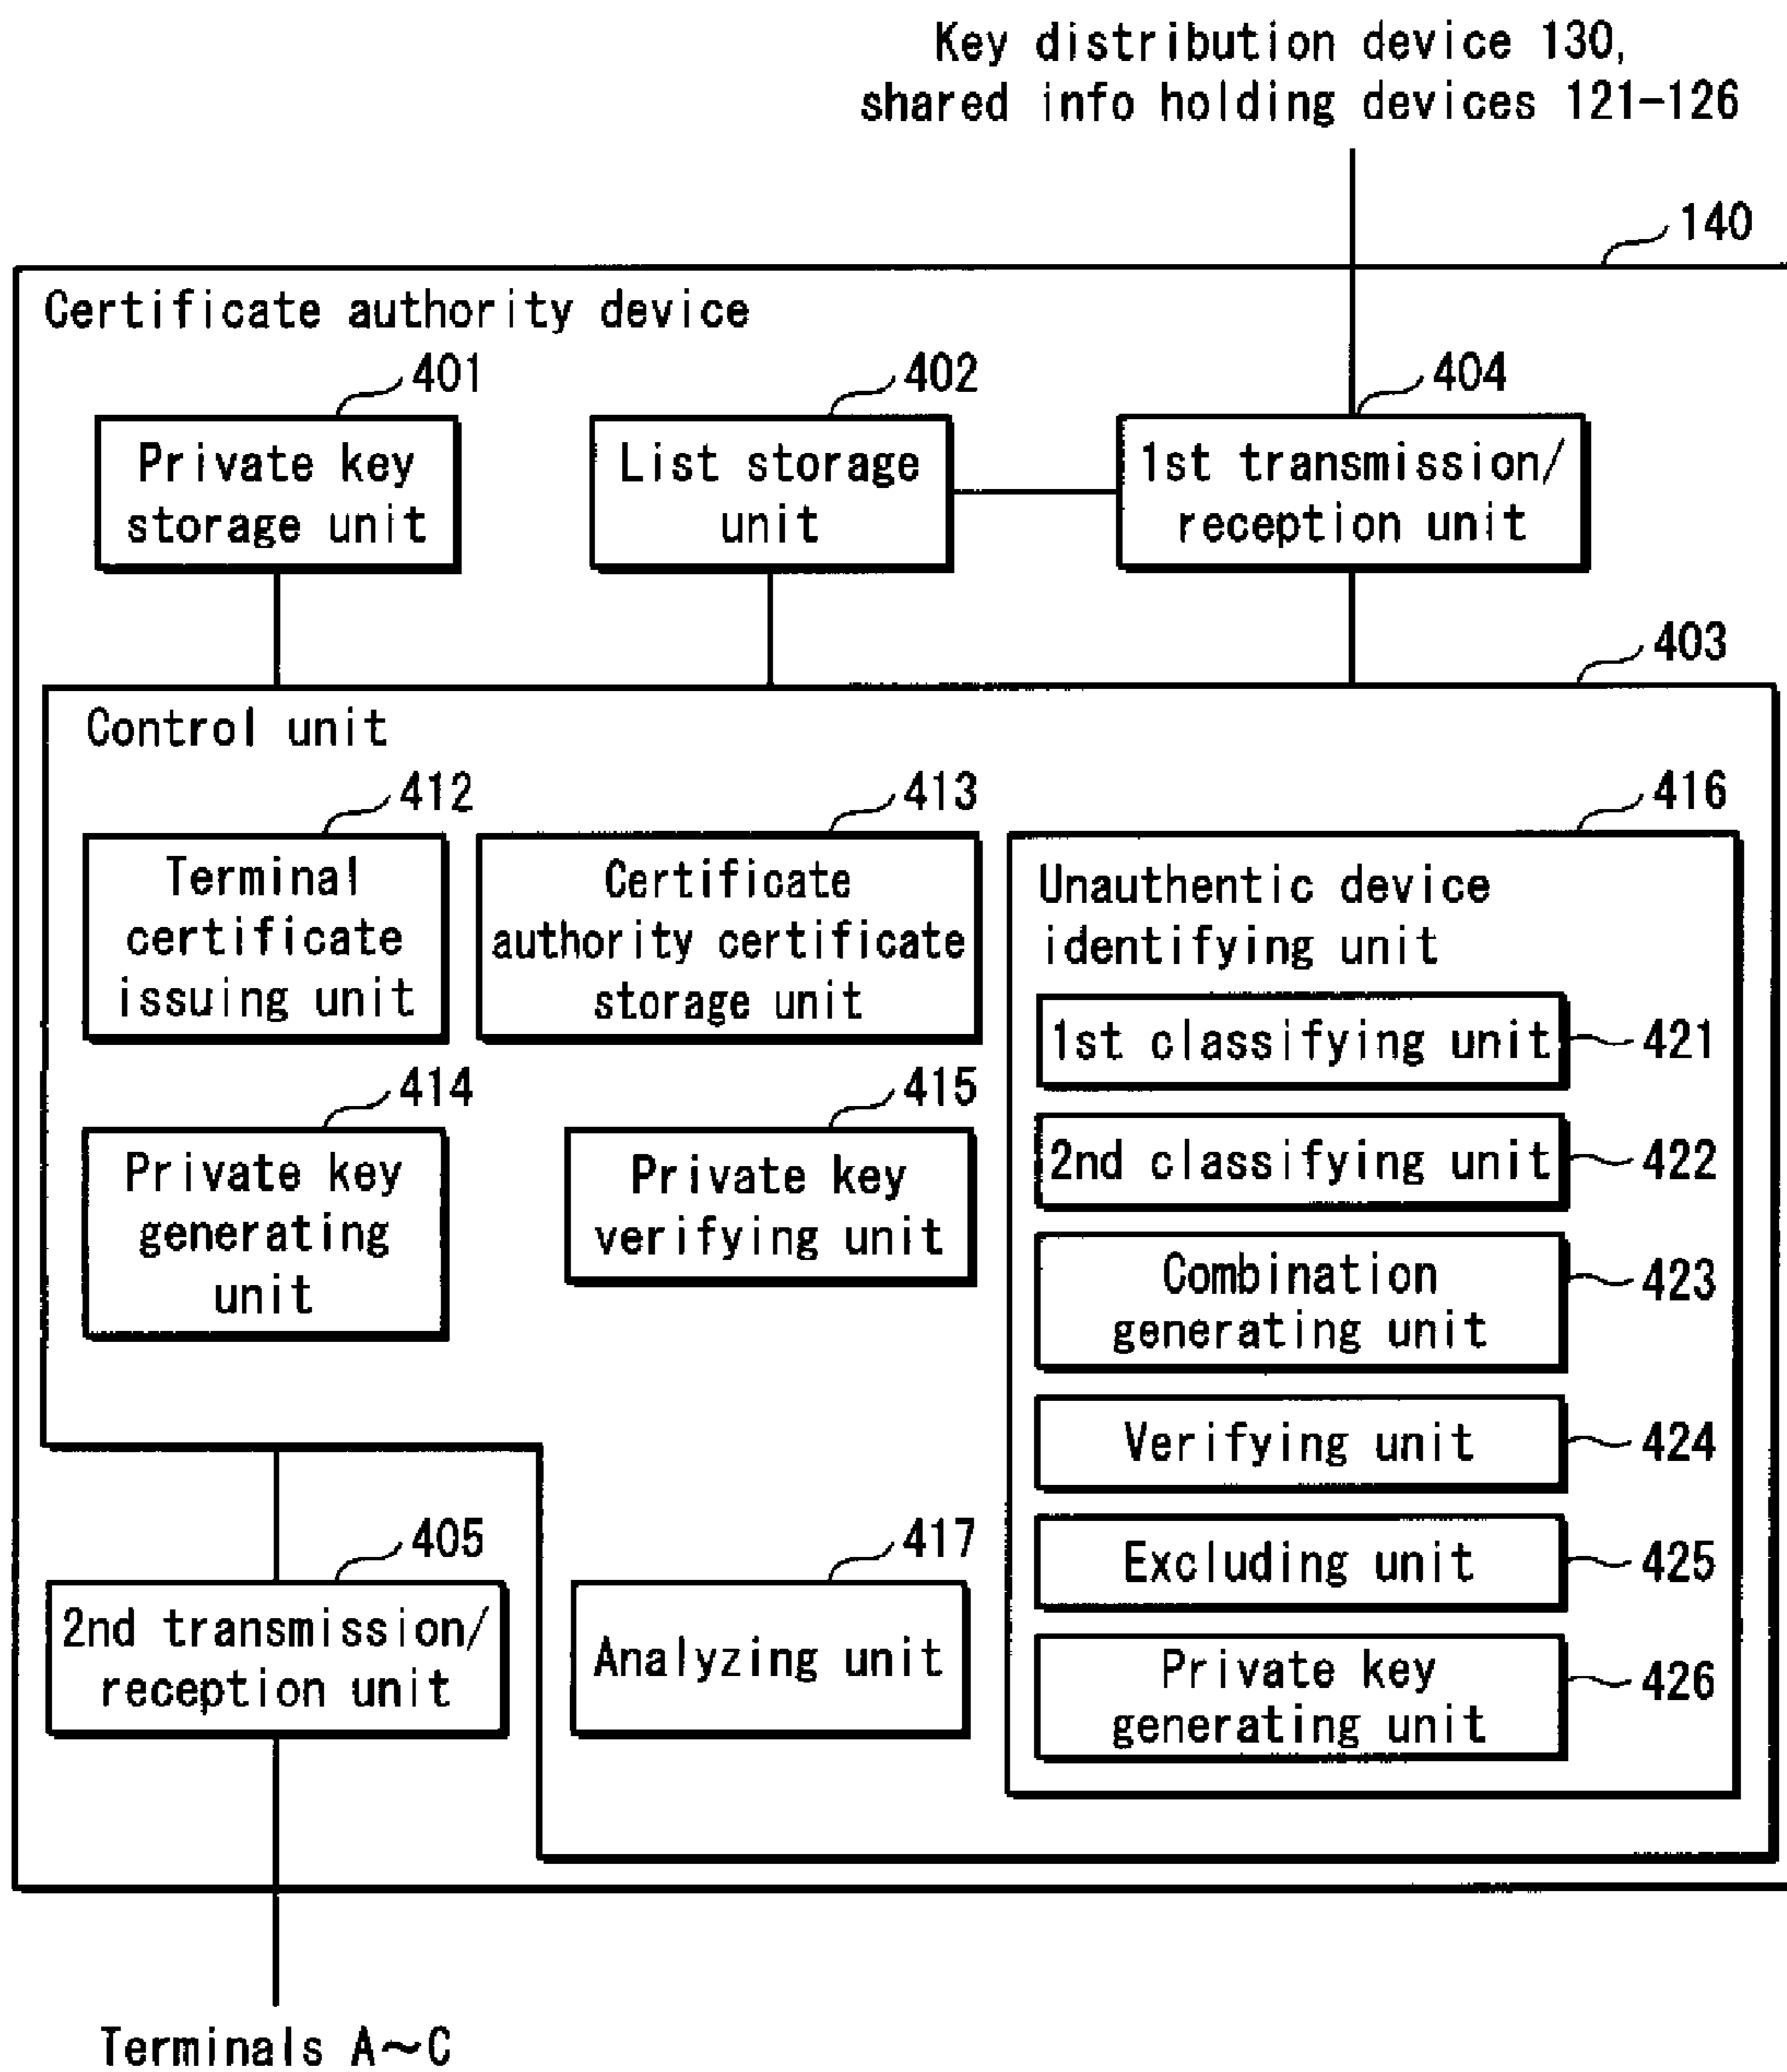 Key distribution device 130,
shared info holding devices 121-126
140
Certificate authority device
401
402
404
Private key
storage unit
List storage
unit
1st transmission/
reception unit
403
Control unit
412
413
416
Terminal
certificate
issuing unit
Certificate
authority certificate
storage unit
Unauthentic device
identifying unit
1st classifying unit
421
414
415
2nd classifying unit
422
Private key
generating
unit
Private key
verifying unit
Combination
generating unit
423
Verifying unit
424
405
417
Excluding unit
425
2nd transmission/
reception unit
Analyzing unit
Private key
generating unit
426
Terminals A~C